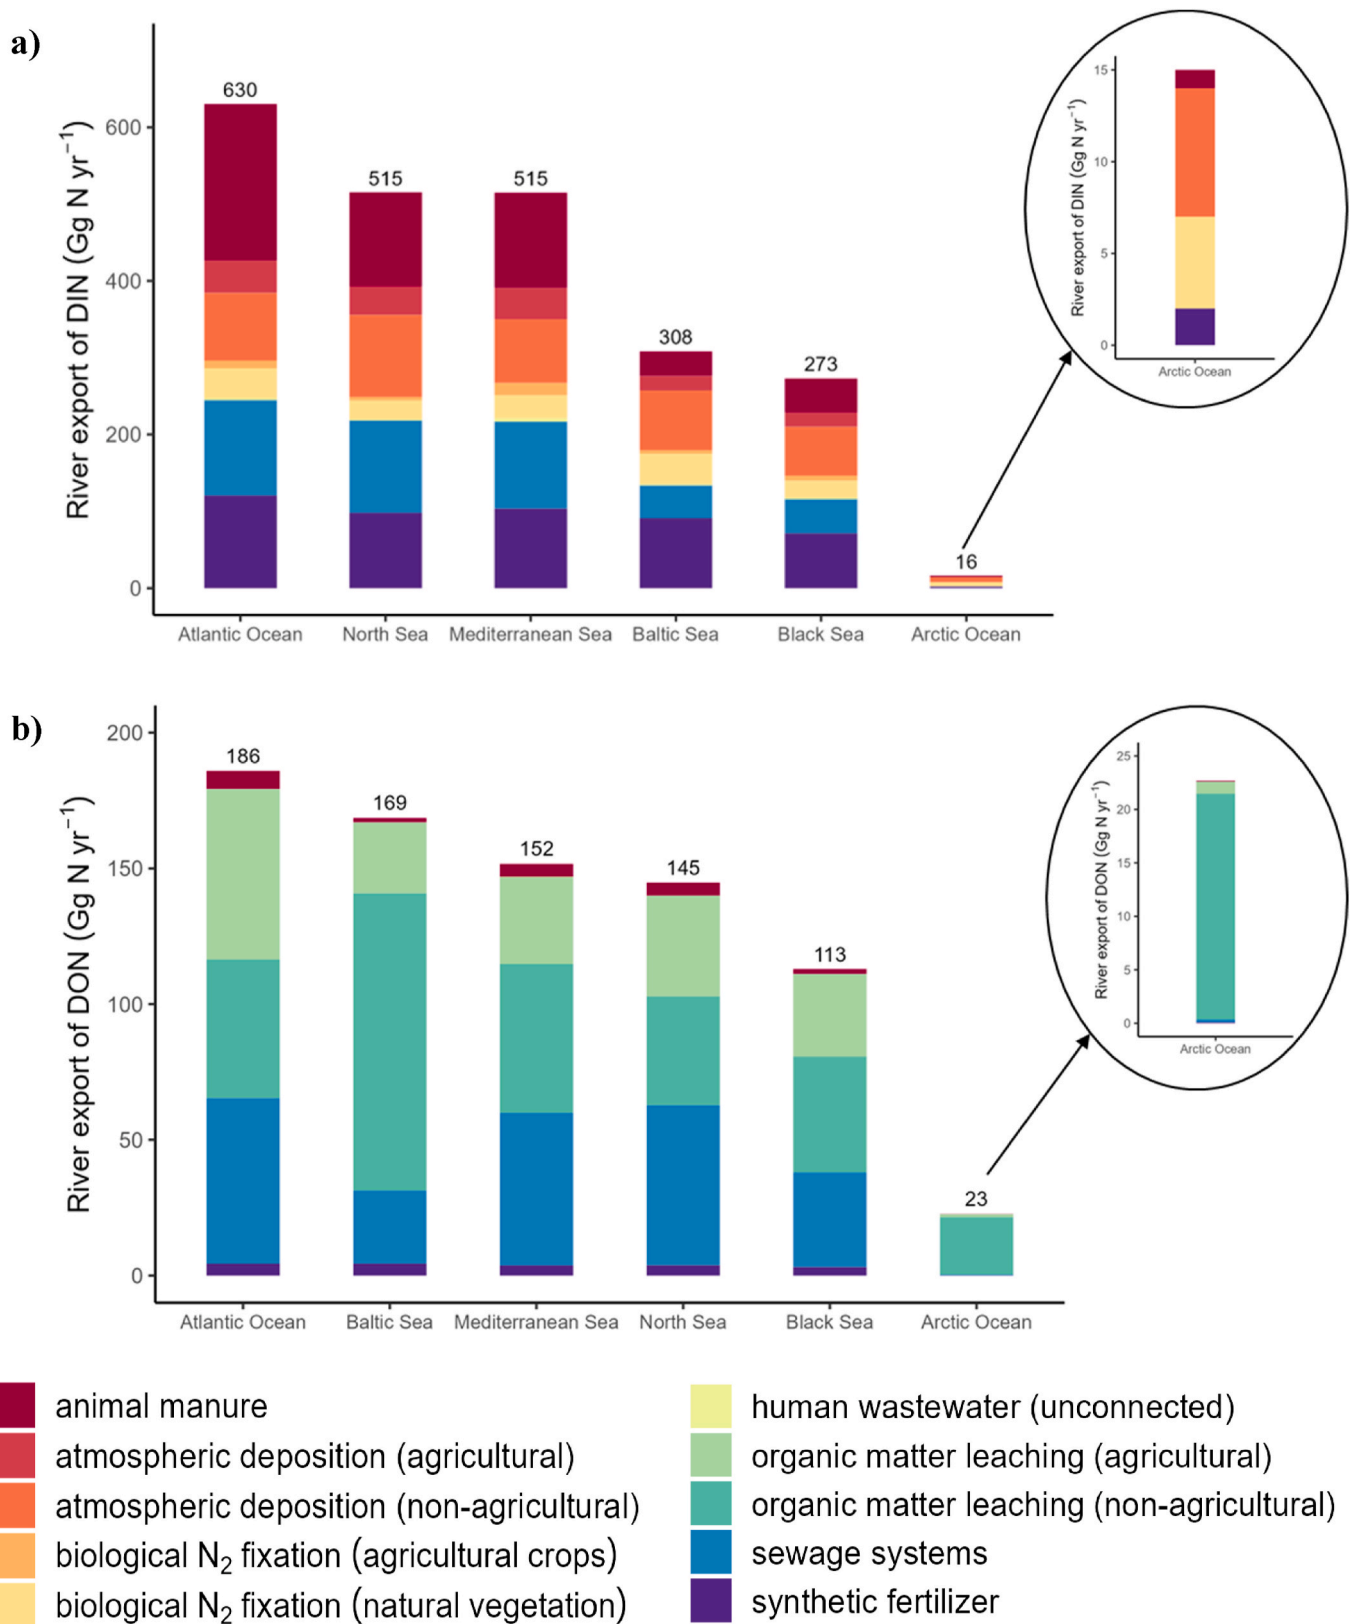 a)
River export of DIN (Gg N yr⁻¹)
600
400
200
0
630
515
515
308
273
16
Atlantic Ocean
North Sea
Mediterranean Sea
Baltic Sea
Black Sea
Arctic Ocean
River export of DIN (Gg N yr⁻¹)
15
10
5
0
Arctic Ocean
b)
River export of DON (Gg N yr⁻¹)
200
150
100
50
0
186
169
152
145
113
23
Atlantic Ocean
Baltic Sea
Mediterranean Sea
North Sea
Black Sea
Arctic Ocean
River export of DON (Gg N yr⁻¹)
25
20
15
10
5
0
Arctic Ocean
animal manure
atmospheric deposition (agricultural)
atmospheric deposition (non-agricultural)
biological N₂ fixation (agricultural crops)
biological N₂ fixation (natural vegetation)
human wastewater (unconnected)
organic matter leaching (agricultural)
organic matter leaching (non-agricultural)
sewage systems
synthetic fertilizer